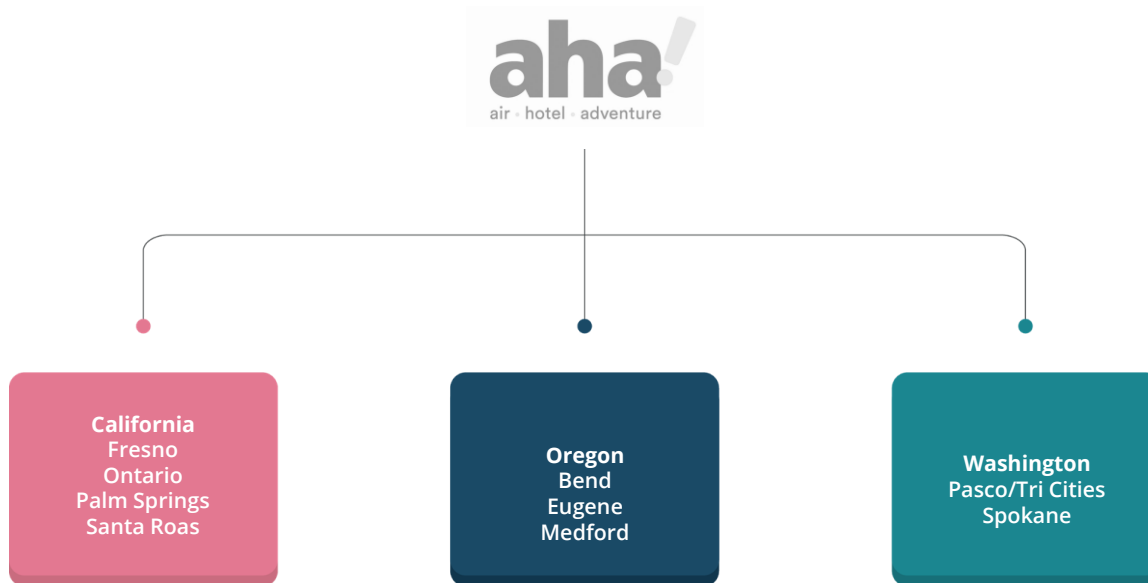 aha!
air · hotel · adventure
California
Fresno
Ontario
Palm Springs
Santa Roas
Oregon
Bend
Eugene
Medford
Washington
Pasco/Tri Cities
Spokane